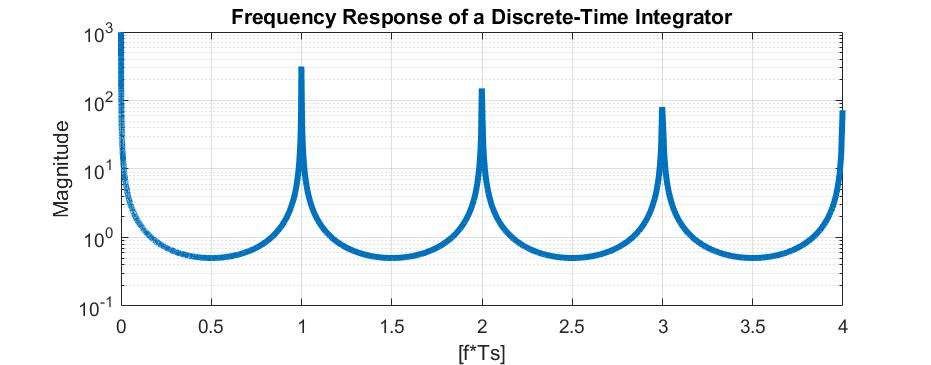 Frequency Response of a Discrete-Time Integrator
Magnitude
10^3
10^2
10^1
10^0
10^-1
0 0.5 1 1.5 2 2.5 3 3.5 4
[f*Ts]